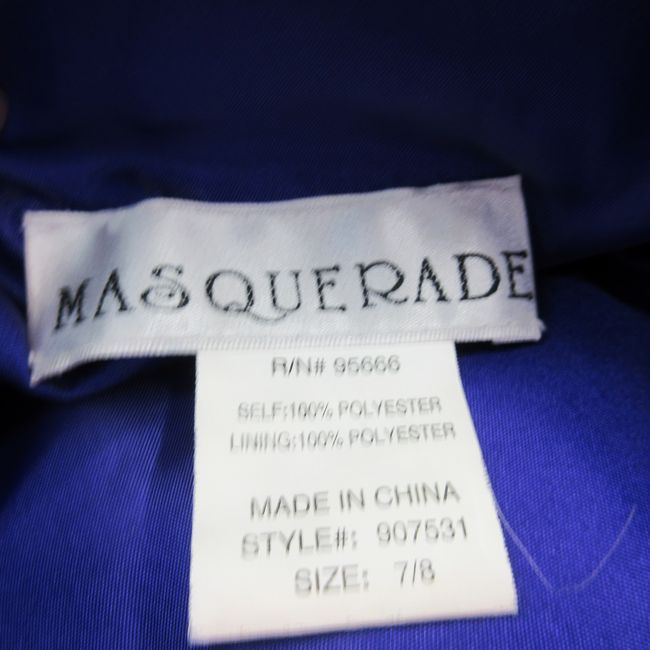 MASQUERADE
R/N# 95666
SELF:100% POLYESTER
LINING:100% POLYESTER
MADE IN CHINA
STYLE#: 907531
SIZE: 7/8